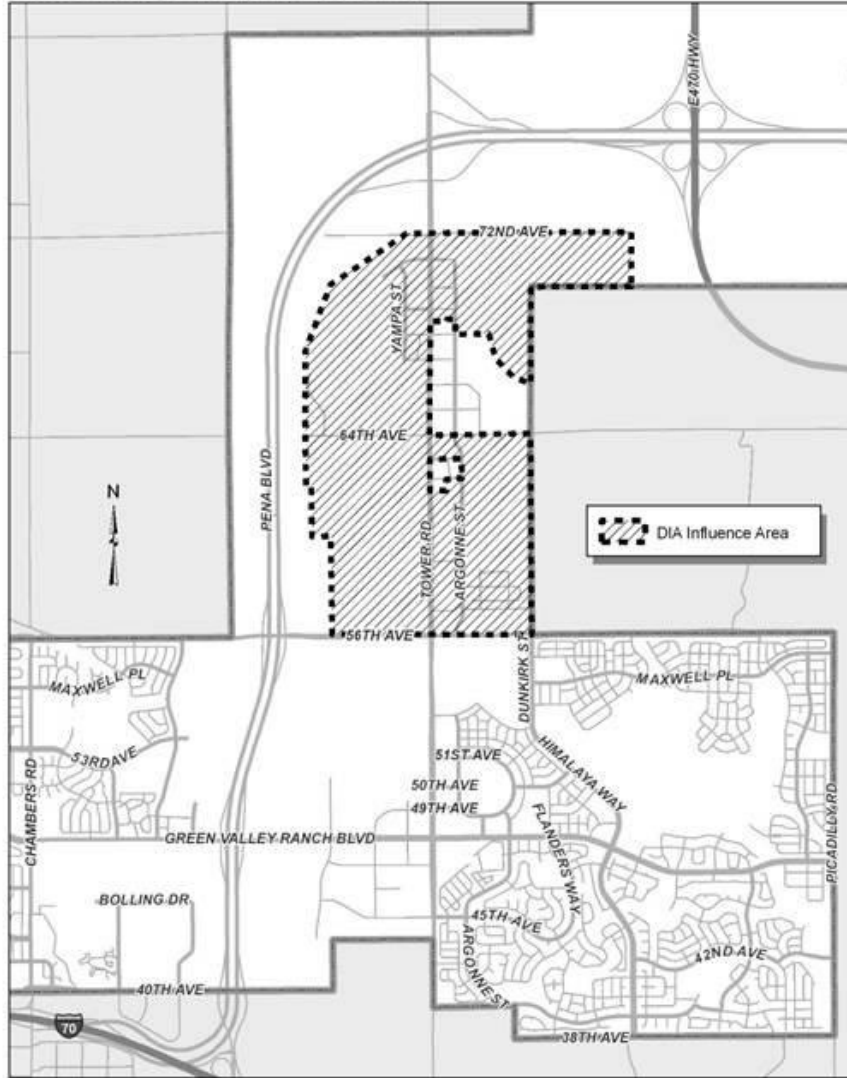 E470 HWY
72ND AVE
YAMPA ST
64TH AVE
PENA BLVD
N
TOWER RD
ARGONNE ST
DIA Influence Area
56TH AVE
DUNKIRK ST
MAXWELL PL
MAXWELL PL
53RD AVE
51ST AVE
HIMALAYA WAY
50TH AVE
49TH AVE
CHAMBERS RD
GREEN VALLEY RANCH BLVD
FLANDERS WAY
PICADILLY RD
BOLLING DR
45TH AVE
ARGONNE ST
42ND AVE
40TH AVE
70
38TH AVE